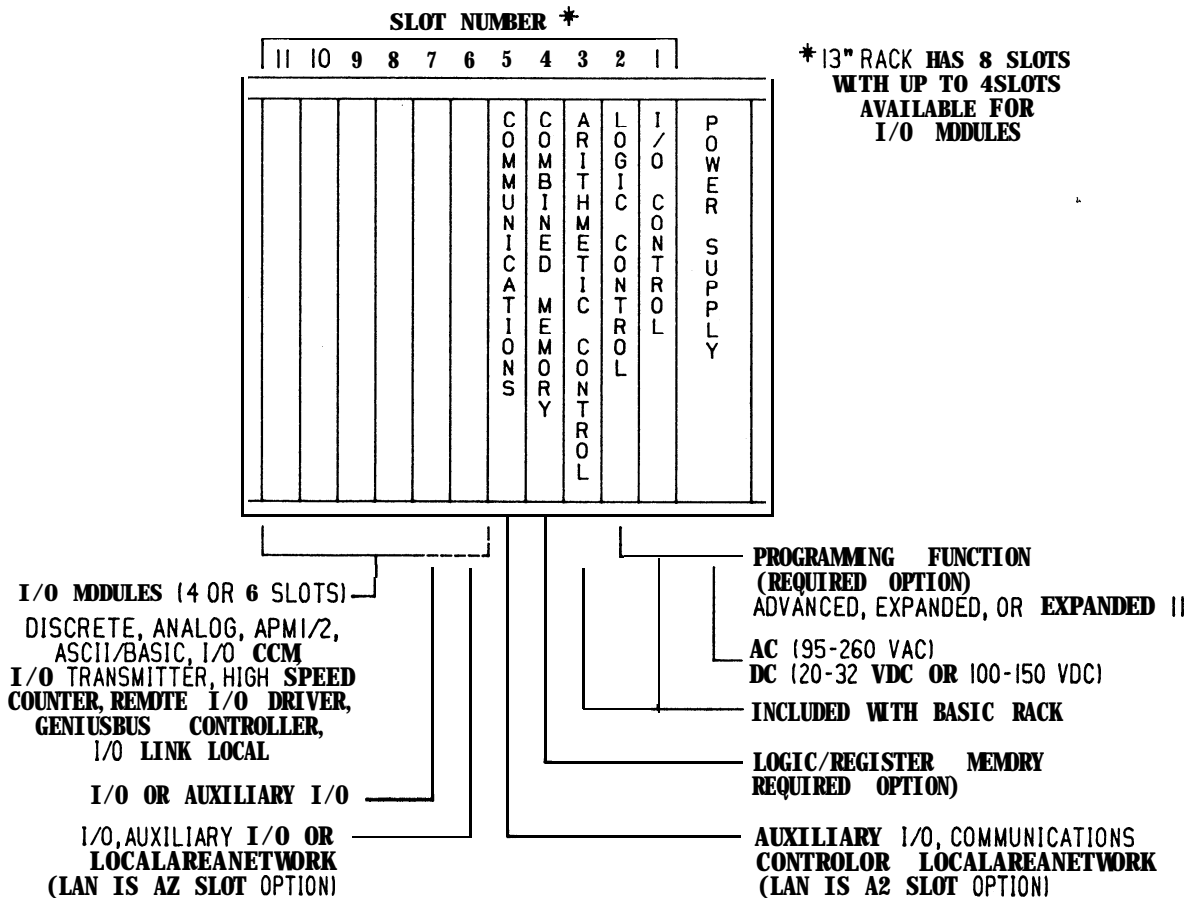 SLOT NUMBER *
11 10 9 8 7 6 5 4 3 2 1
* 13" RACK HAS 8 SLOTS
WITH UP TO 4SLOTS
AVAILABLE FOR
I/O MODULES
COMMUNICATIONS
COMBINED MEMORY
ARITHMETIC CONTROL
LOGIC CONTROL
I/O CONTROL
POWER SUPPLY
I/O MODULES (4 OR 6 SLOTS)
DISCRETE, ANALOG, APM1/2,
ASCII/BASIC, I/O CCM,
I/O TRANSMITTER, HIGH SPEED
COUNTER, REMOTE I/O DRIVER,
GENIUSBUS CONTROLLER,
I/O LINK LOCAL
I/O OR AUXILIARY I/O
I/O, AUXILIARY I/O OR
LOCALAREANETWORK
(LAN IS AZ SLOT OPTION)
PROGRAMMING FUNCTION
(REQUIRED OPTION)
ADVANCED, EXPANDED, OR EXPANDED II
AC (95-260 VAC)
DC (20-32 VDC OR 100-150 VDC)
INCLUDED WITH BASIC RACK
LOGIC/REGISTER MEMORY
REQUIRED OPTION)
AUXILIARY I/O, COMMUNICATIONS
CONTROLOR LOCALAREANETWORK
(LAN IS A2 SLOT OPTION)